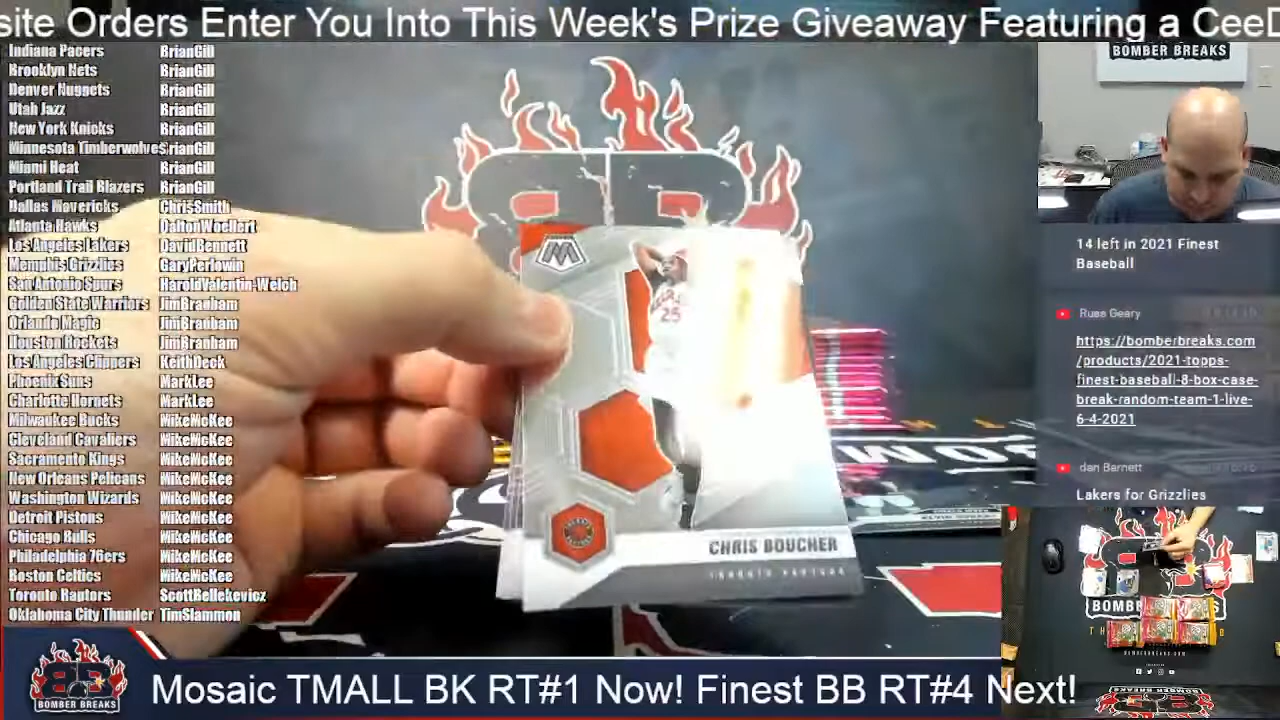 site Orders Enter You Into This Week's Prize Giveaway Featuring a CeeD
Indiana Pacers BrianGill
Brooklyn Nets BrianGill
Denver Nuggets BrianGill
Utah Jazz BrianGill
New York Knicks BrianGill
Minnesota Timberwolves BrianGill
Miami Heat BrianGill
Portland Trail Blazers BrianGill
Dallas Mavericks ChrisSmith
Atlanta Hawks DaltonWoellert
Los Angeles Lakers DavidBennett
Memphis Grizzlies GaryPerlowin
San Antonio Spurs HaroldValentin-Welch
Golden State Warriors JimBranham
Orlando Magic JimBranham
Houston Rockets JimBranham
Los Angeles Clippers KeithDeck
Phoenix Suns MarkLee
Charlotte Hornets MarkLee
Milwaukee Bucks MikeMcKee
Cleveland Cavaliers MikeMcKee
Sacramento Kings MikeMcKee
New Orleans Pelicans MikeMcKee
Washington Wizards MikeMcKee
Detroit Pistons MikeMcKee
Chicago Bulls MikeMcKee
Philadelphia 76ers MikeMcKee
Boston Celtics MikeMcKee
Toronto Raptors ScottBellekevicz
Oklahoma City Thunder TimSlammon
25
CHRIS BOUCHER
TORONTO RAPTORS
BOMBER BREAKS
14 left in 2021 Finest
Baseball
Russ Geary
https://bomberbreaks.com
/products/2021-topps-
finest-baseball-8-box-case-
break-random-team-1-live-
6-4-2021
dan Barnett
Lakers for Grizzlies
BOMBER BREAKS
Mosaic TMALL BK RT#1 Now! Finest BB RT#4 Next!